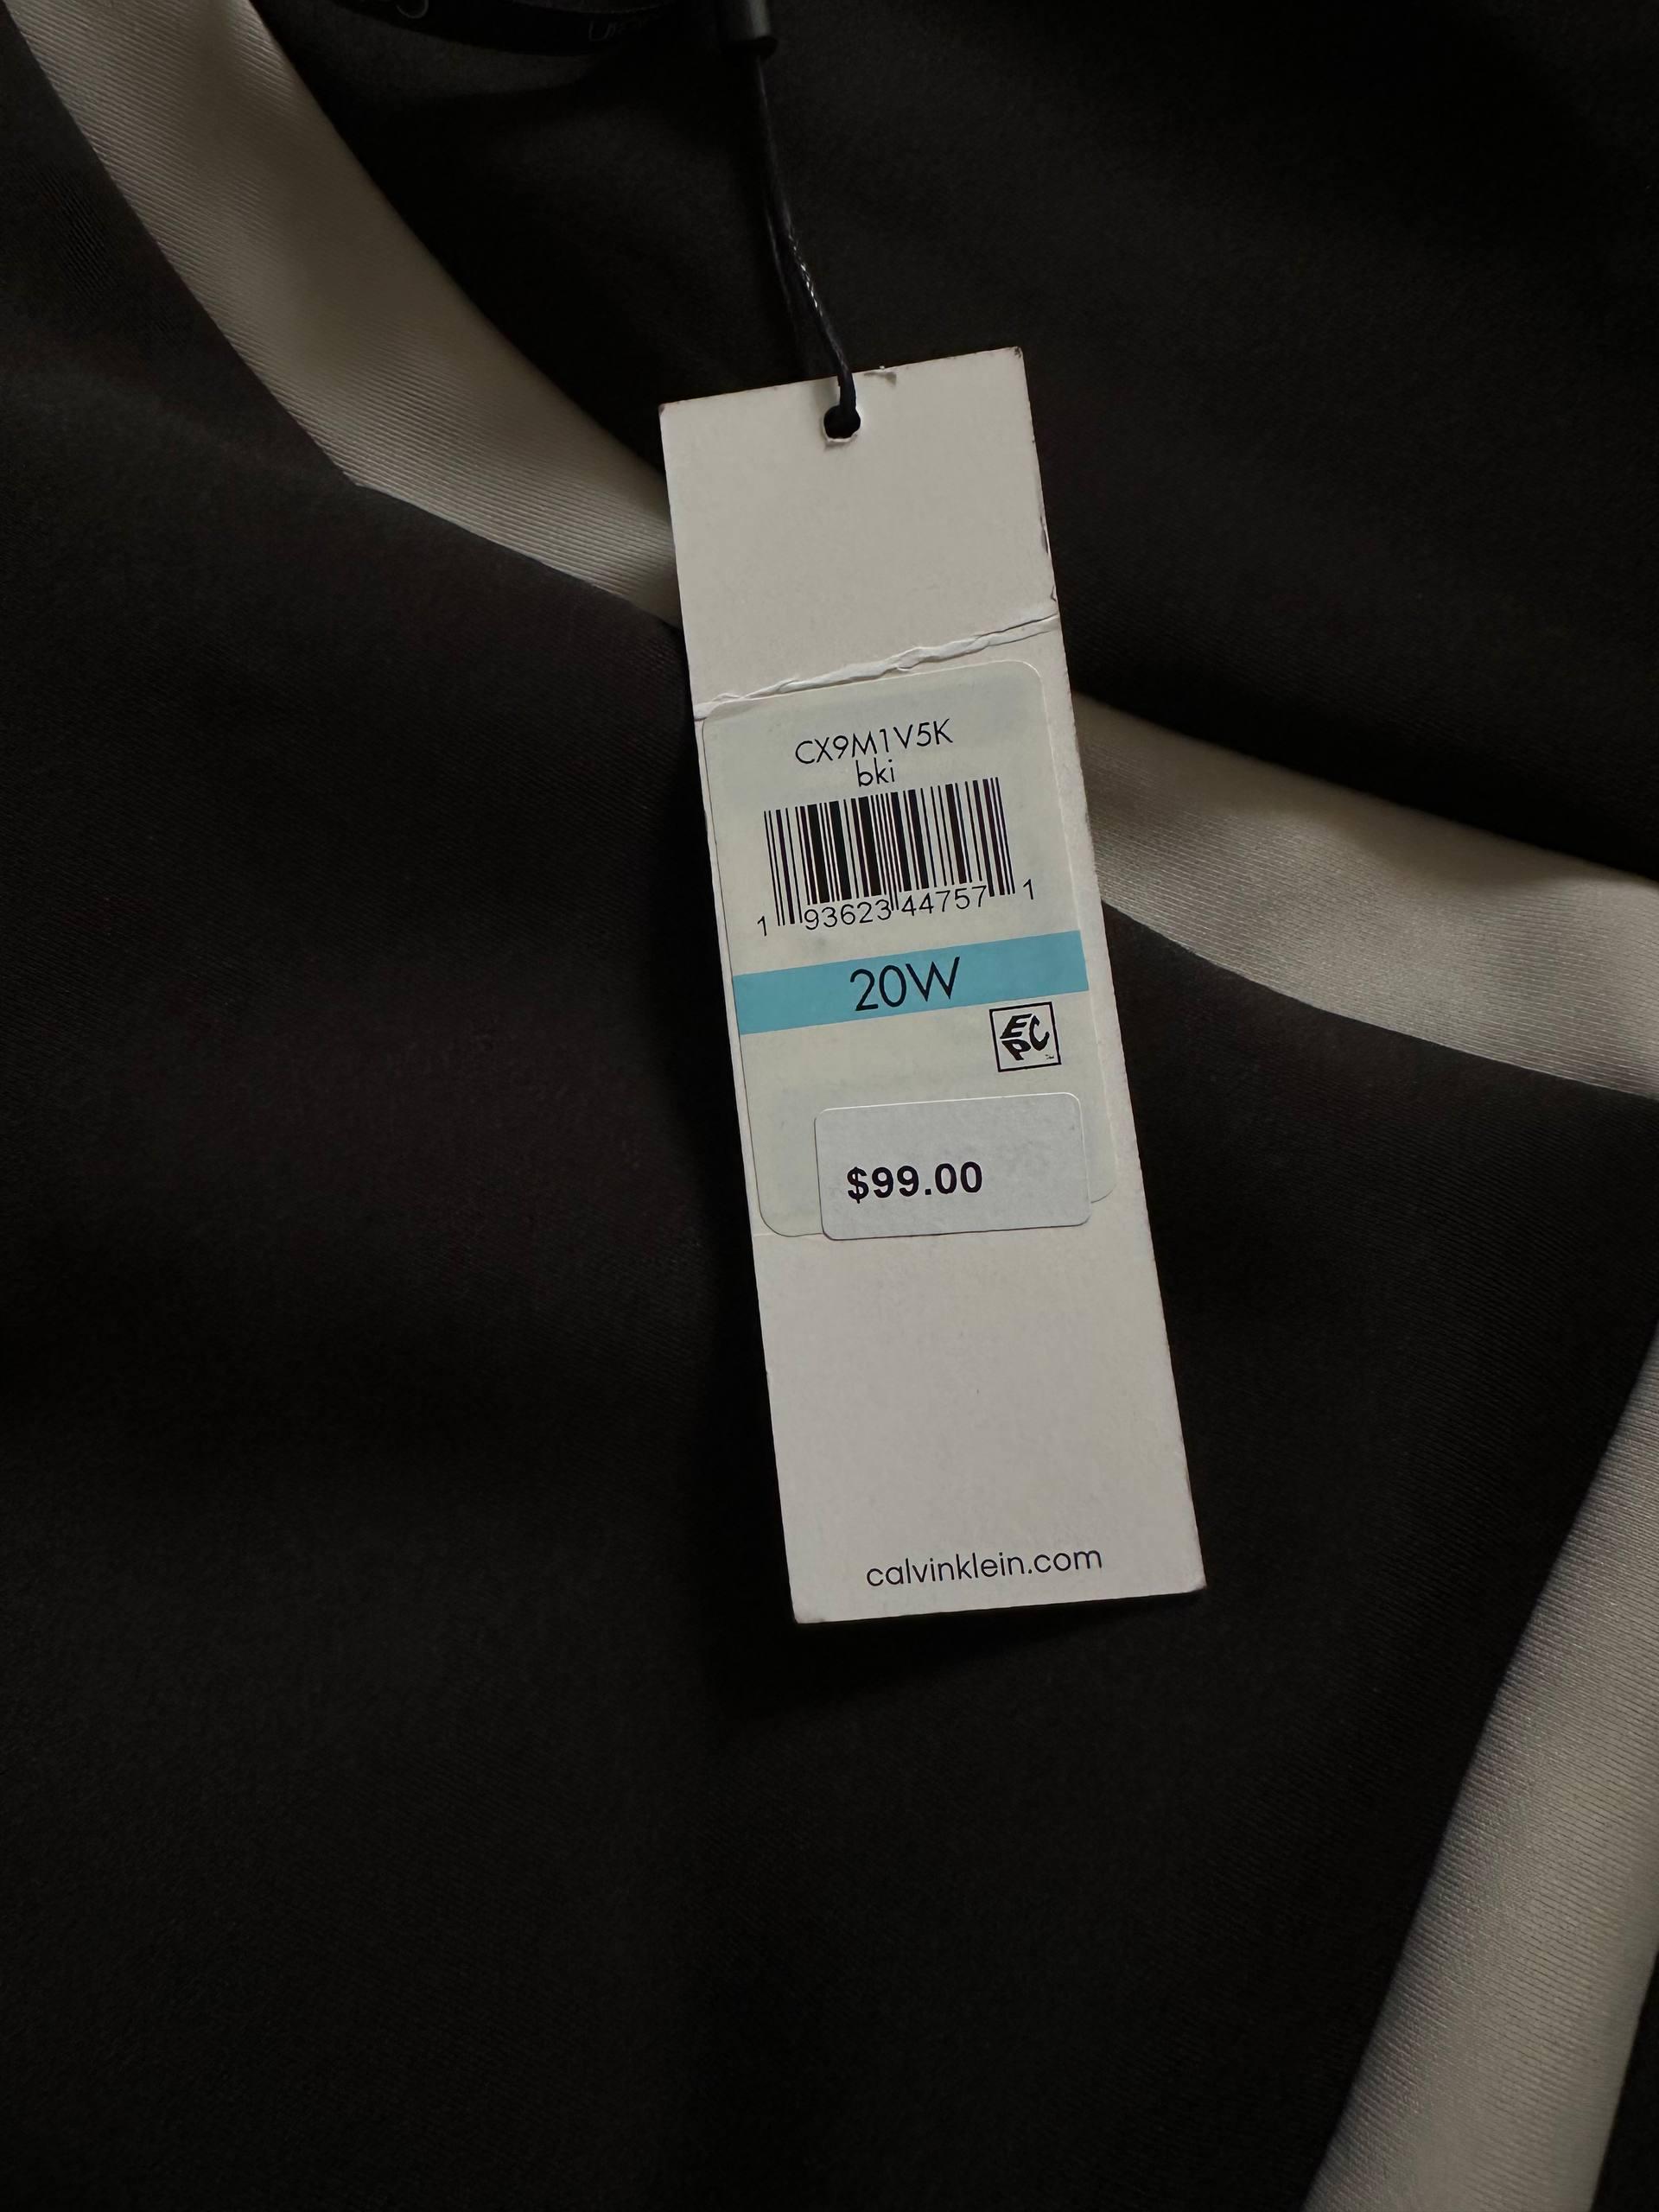 CX9M1V5K
bki
1 93623 44757 1
20W
EPC
$99.00
calvinklein.com